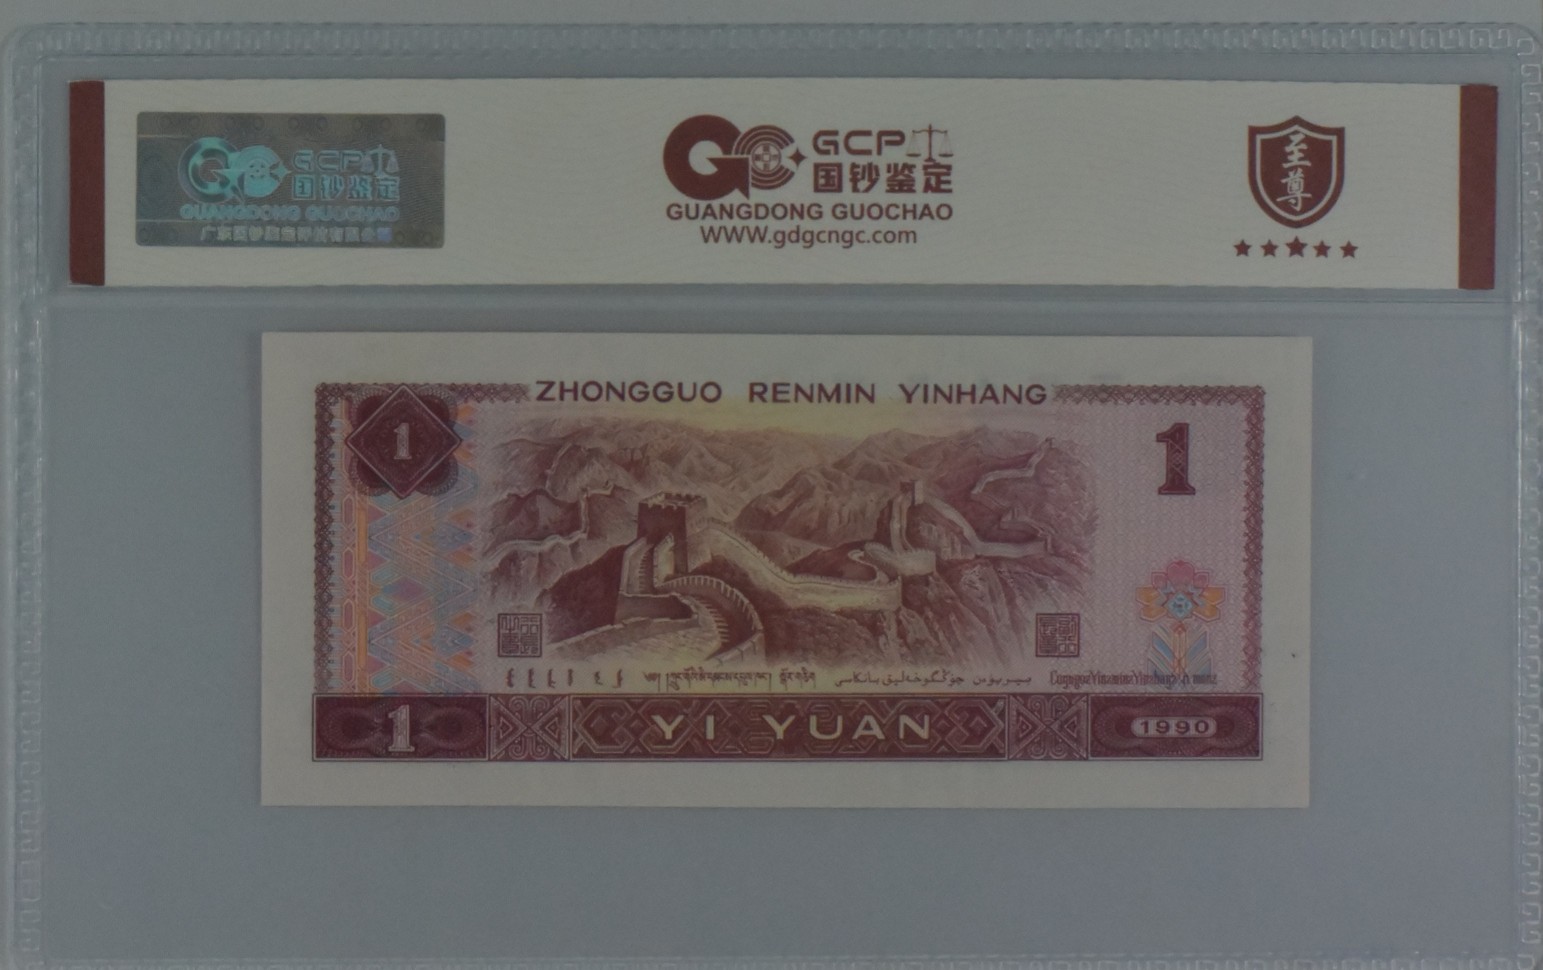 GCP
国钞鉴定
GUANGDONG GUOCHAO
GCP
国钞鉴定
GUANGDONG GUOCHAO
WWW.gdgcngc.com
至尊
ZHONGGUO RENMIN YINHANG
1
1
1
YI YUAN
1990